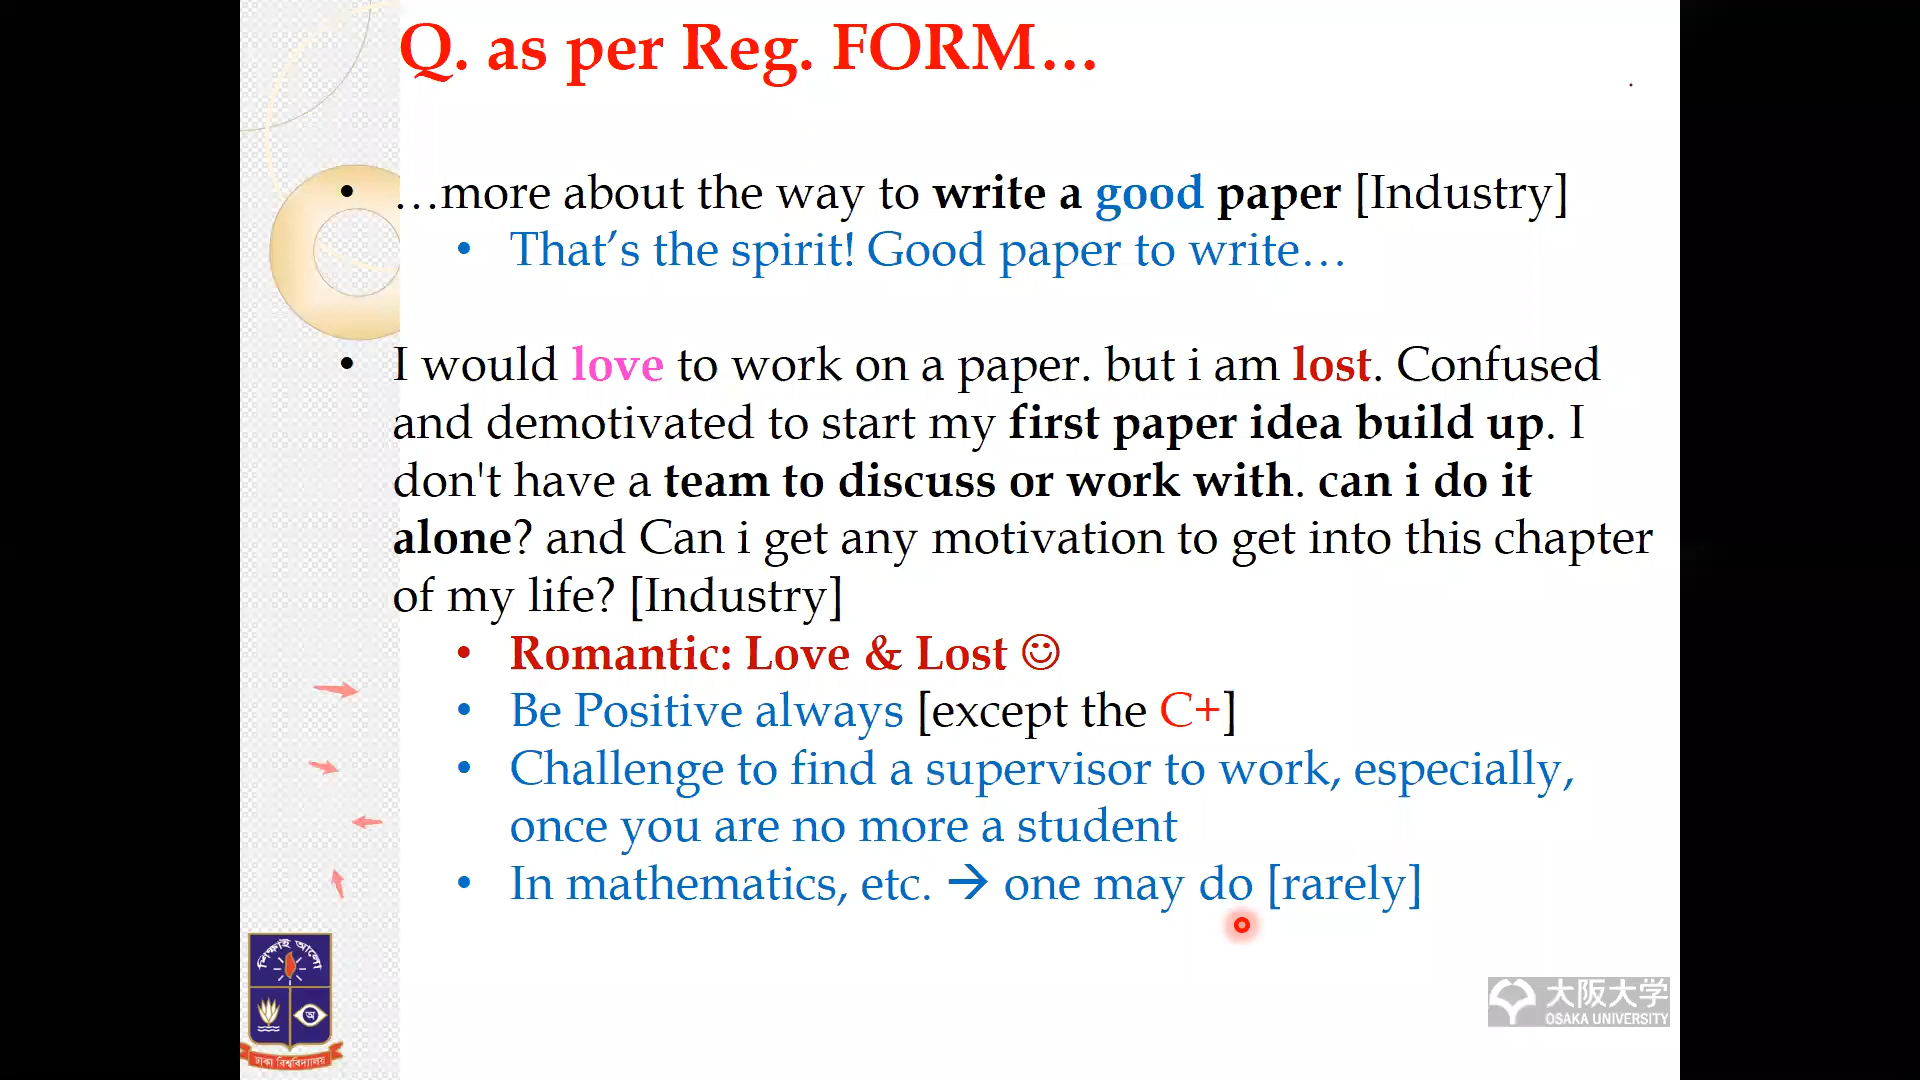 Q. as per Reg. FORM…
• …more about the way to write a good paper [Industry]
• That’s the spirit! Good paper to write…
• I would love to work on a paper. but i am lost. Confused
and demotivated to start my first paper idea build up. I
don't have a team to discuss or work with. can i do it
alone? and Can i get any motivation to get into this chapter
of my life? [Industry]
• Romantic: Love & Lost ☺
• Be Positive always [except the C+]
• Challenge to find a supervisor to work, especially,
once you are no more a student
• In mathematics, etc. → one may do [rarely]
শিক্ষাই আলো
অ
ঢাকা বিশ্ববিদ্যালয়
大阪大学
OSAKA UNIVERSITY